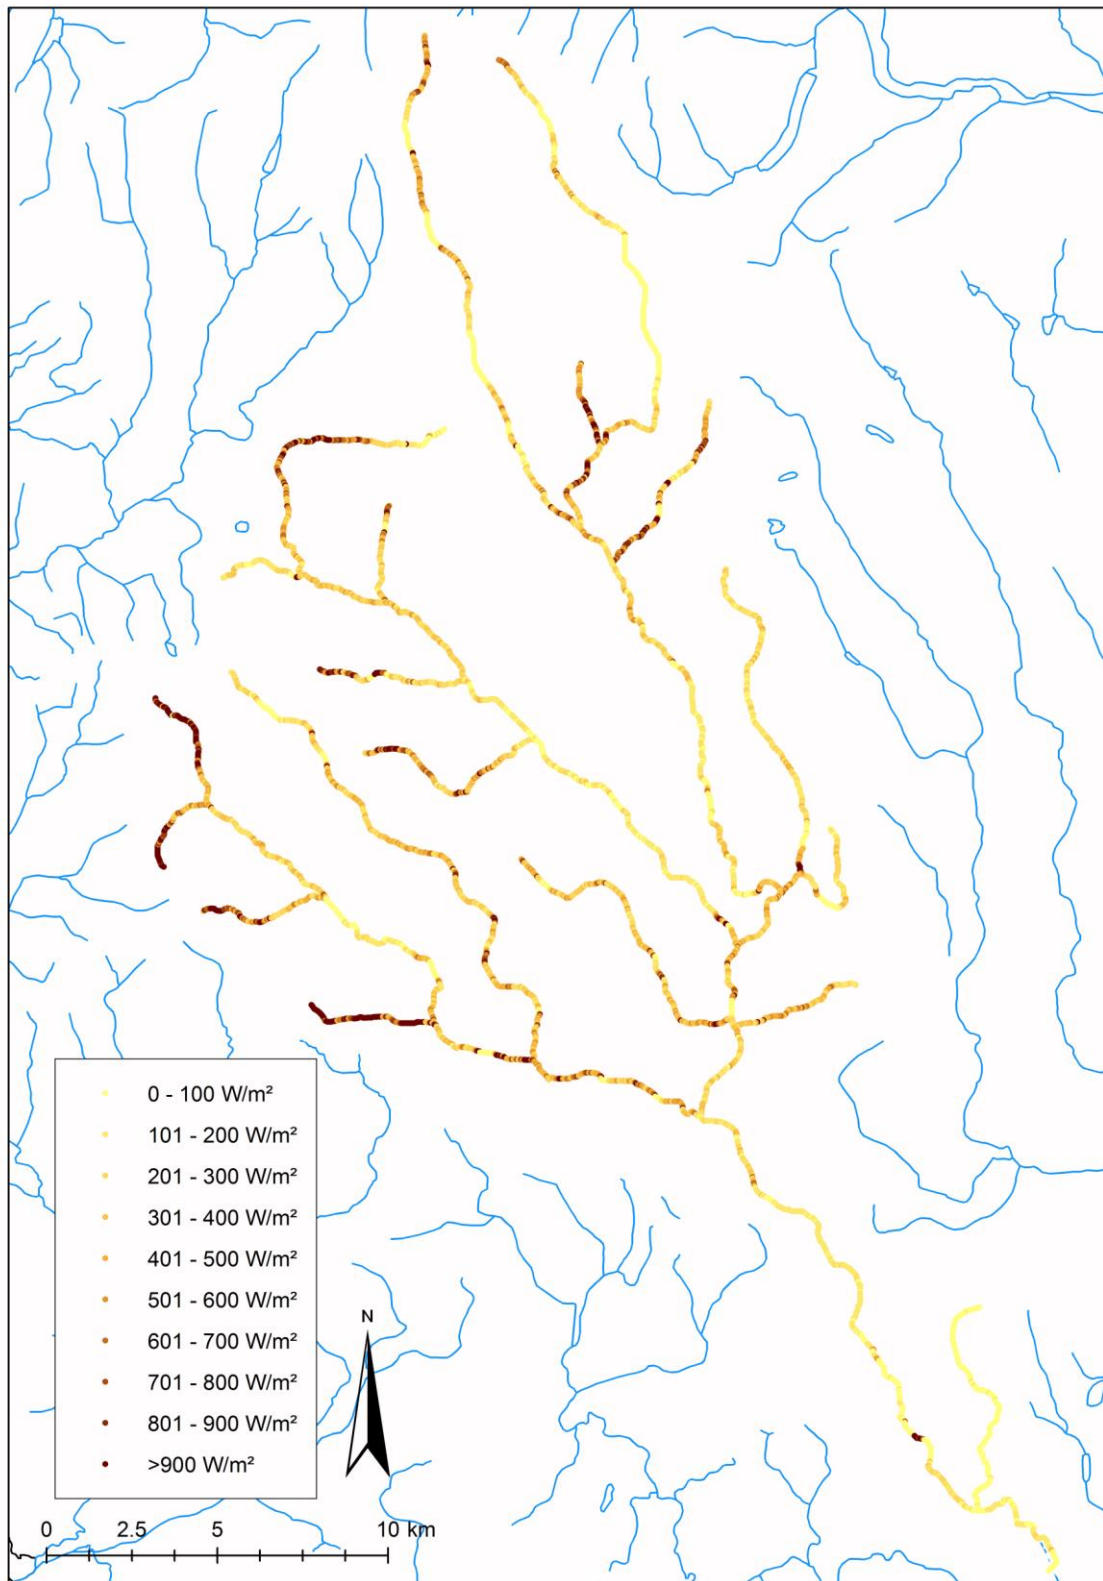 0 - 100 W/m²
101 - 200 W/m²
201 - 300 W/m²
301 - 400 W/m²
401 - 500 W/m²
501 - 600 W/m²
601 - 700 W/m²
701 - 800 W/m²
801 - 900 W/m²
>900 W/m²
N
0 2.5 5 10 km